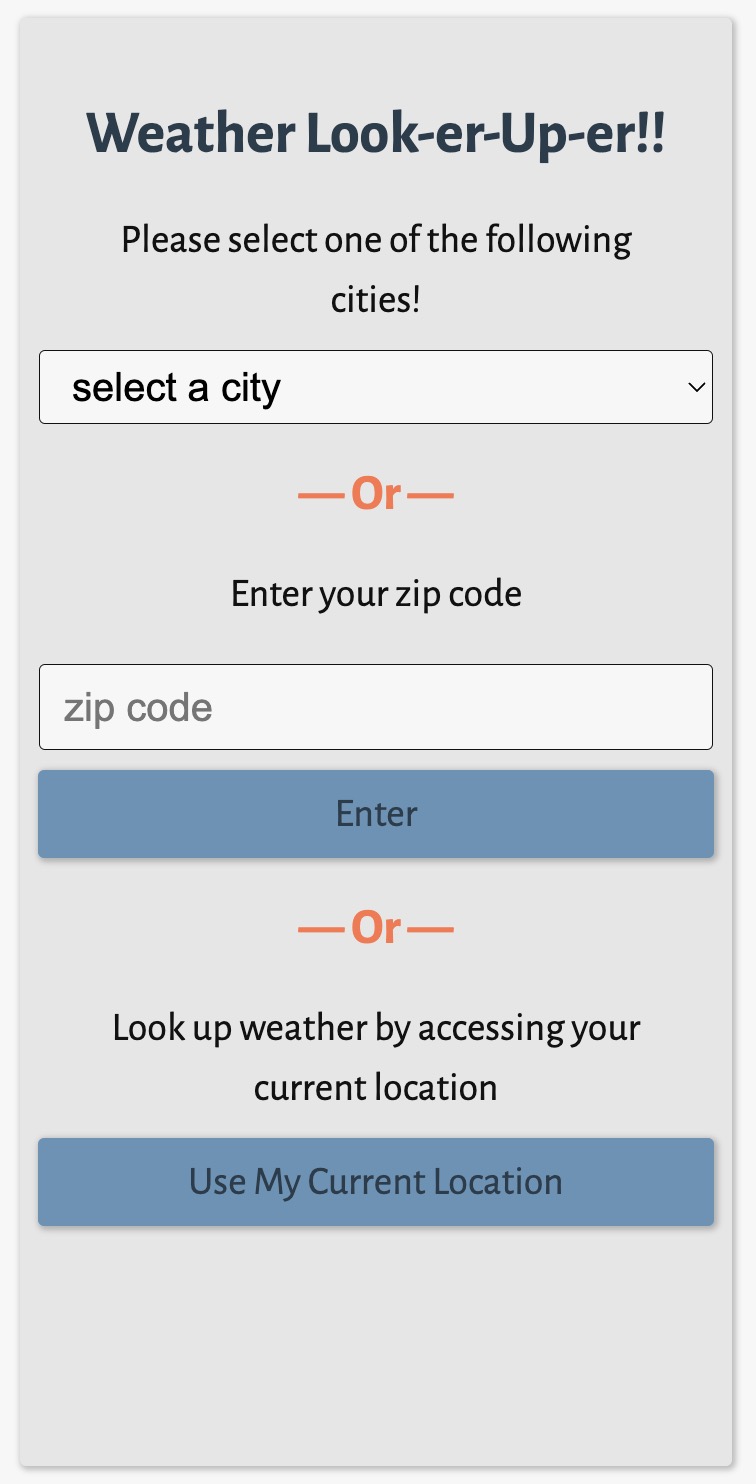 Weather Look-er-Up-er!!
Please select one of the following
cities!
select a city
— Or —
Enter your zip code
zip code
Enter
— Or —
Look up weather by accessing your
current location
Use My Current Location